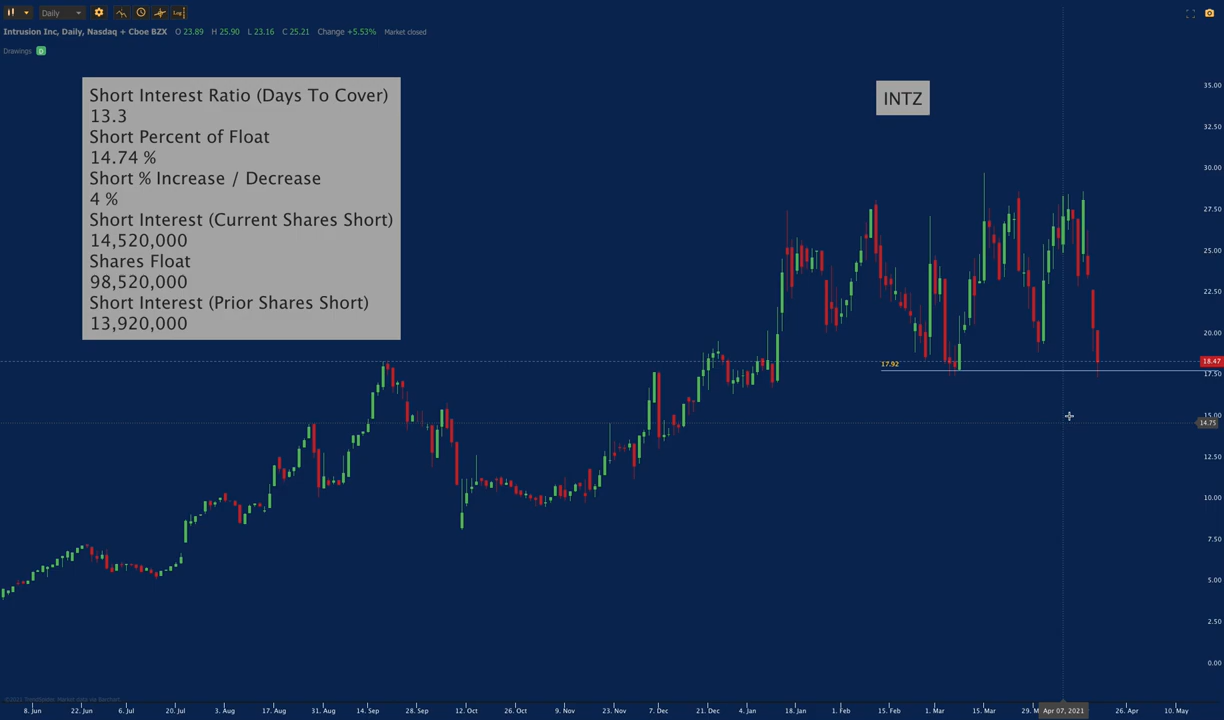 Daily
Log
Intrusion Inc, Daily, Nasdaq + Cboe BZX O 23.89 H 25.90 L 23.16 C 25.21 Change +5.53% Market closed
Drawings D
Short Interest Ratio (Days To Cover)
13.3
Short Percent of Float
14.74 %
Short % Increase / Decrease
4 %
Short Interest (Current Shares Short)
14,520,000
Shares Float
98,520,000
Short Interest (Prior Shares Short)
13,920,000
INTZ
35.00
32.50
30.00
27.50
25.00
22.50
20.00
18.47
17.92
17.50
15.00
14.75
12.50
10.00
7.50
5.00
2.50
0.00
8. Jun 22. Jun 6. Jul 20. Jul 3. Aug 17. Aug 31. Aug 14. Sep 28. Sep 12. Oct 26. Oct 9. Nov 23. Nov 7. Dec 21. Dec 4. Jan 18. Jan 1. Feb 15. Feb 1. Mar 15. Mar 29. M Apr 07, 2021 26. Apr 10. May